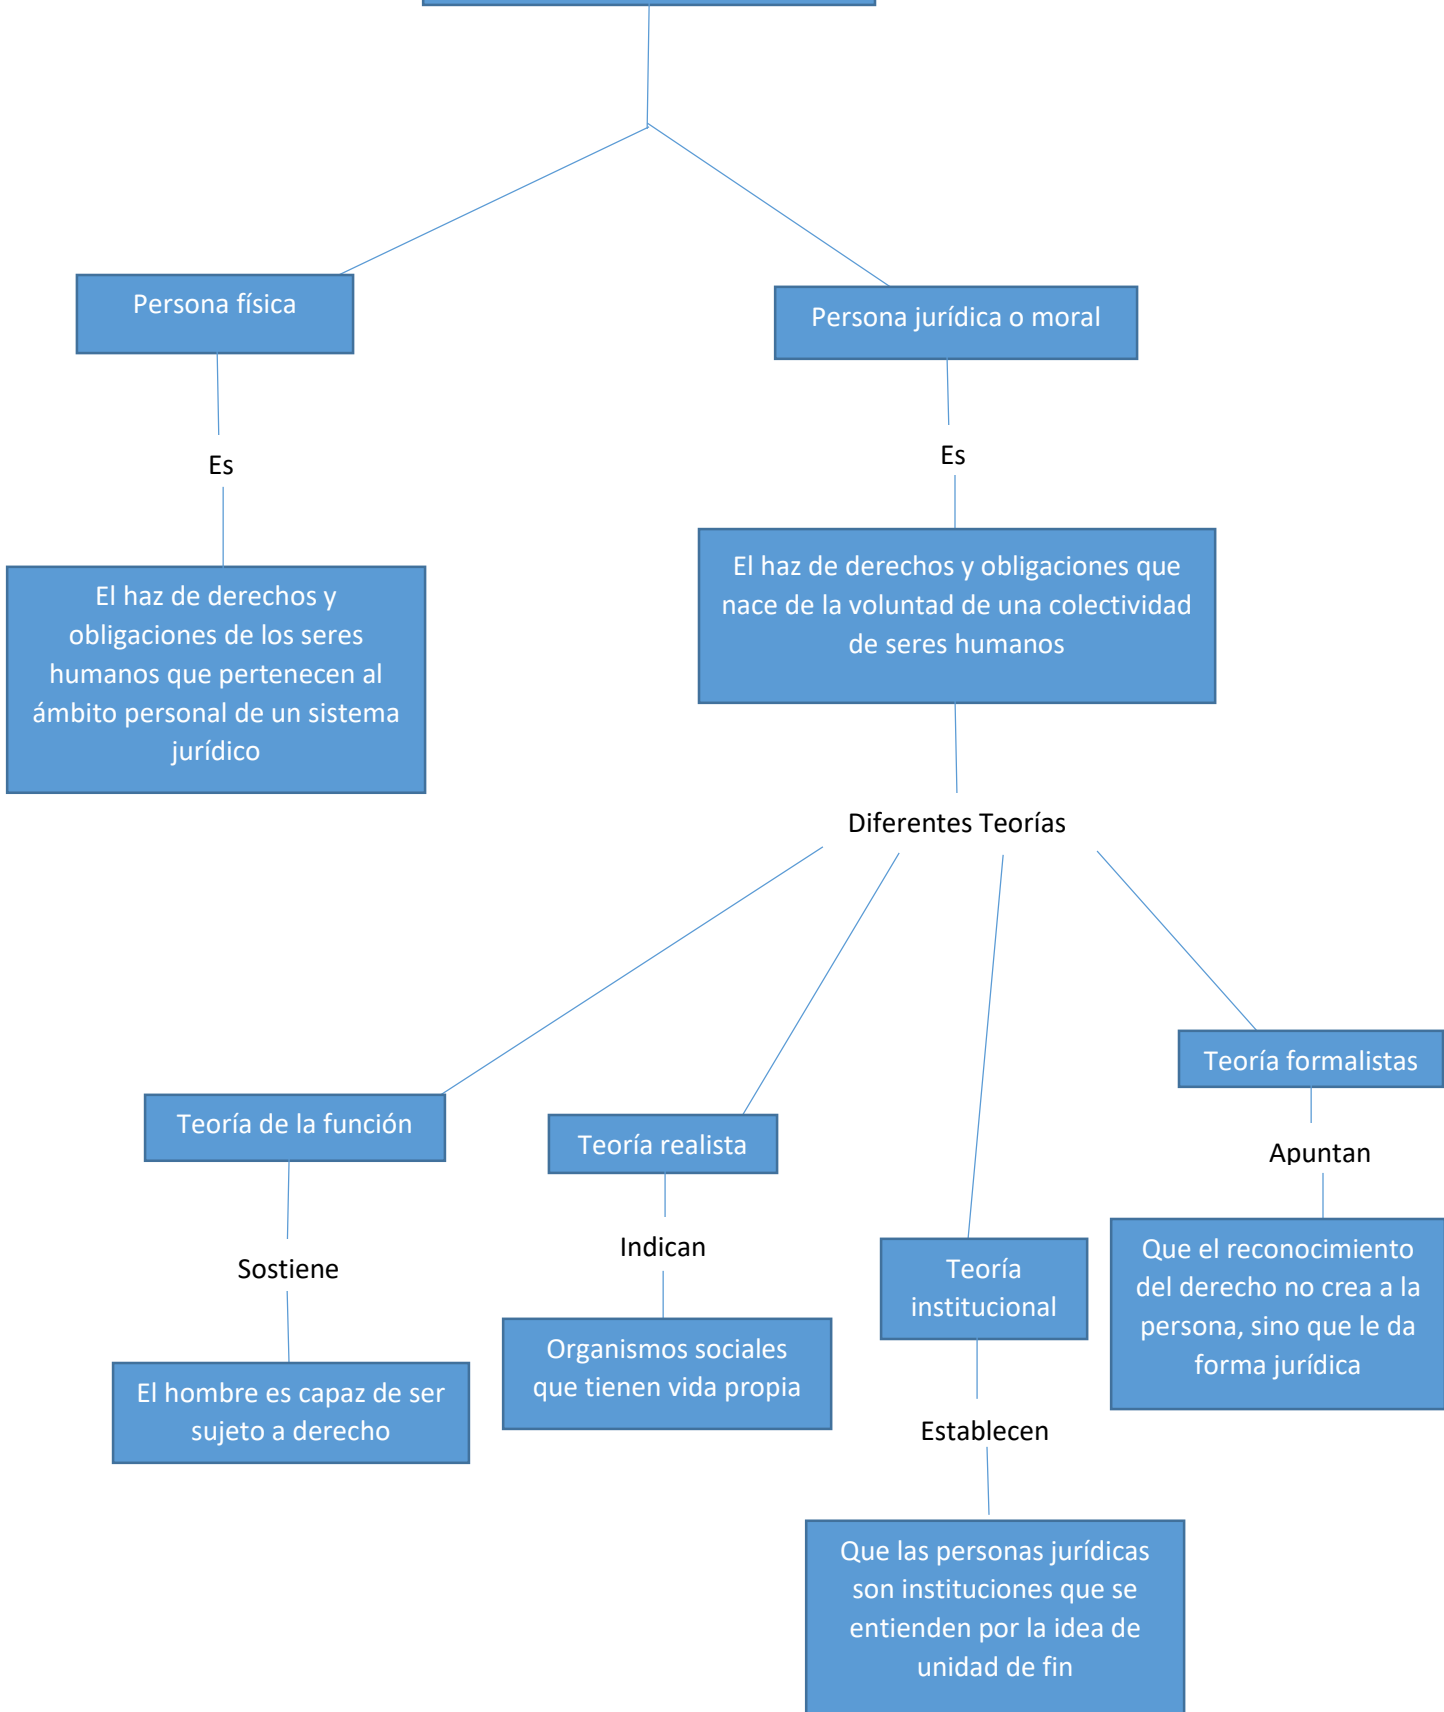 Persona física
Persona jurídica o moral
Es
Es
El haz de derechos y
obligaciones de los seres
humanos que pertenecen al
ámbito personal de un sistema
jurídico
El haz de derechos y obligaciones que
nace de la voluntad de una colectividad
de seres humanos
Diferentes Teorías
Teoría de la función
Sostiene
El hombre es capaz de ser
sujeto a derecho
Teoría realista
Indican
Organismos sociales
que tienen vida propia
Teoría
institucional
Establecen
Que las personas jurídicas
son instituciones que se
entienden por la idea de
unidad de fin
Teoría formalistas
Apuntan
Que el reconocimiento
del derecho no crea a la
persona, sino que le da
forma jurídica